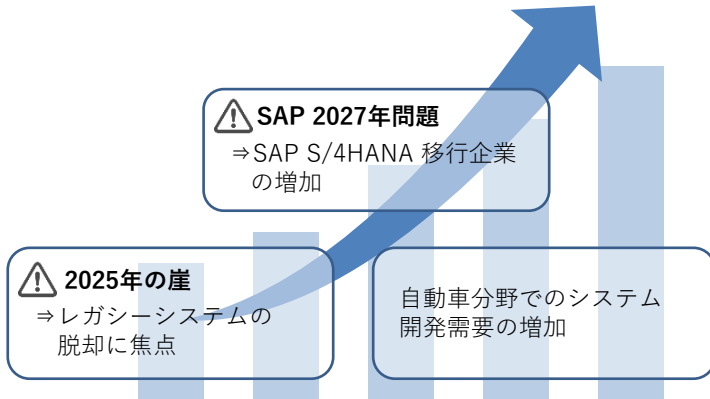 SAP 2027年問題
⇒SAP S/4HANA 移行企業
の増加
2025年の崖
⇒レガシーシステムの
脱却に焦点
自動車分野でのシステム
開発需要の増加